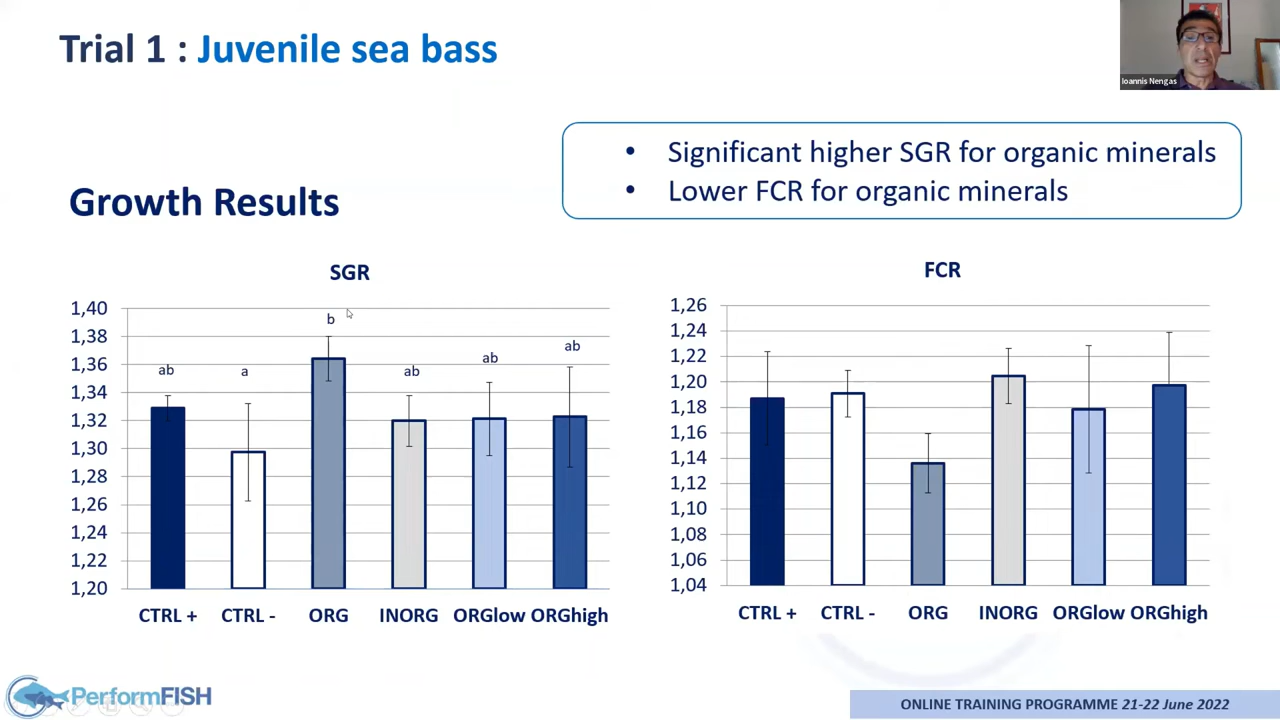 Trial 1 : Juvenile sea bass
Ioannis Nengas
• Significant higher SGR for organic minerals
• Lower FCR for organic minerals
Growth Results
SGR
1,40
1,38
1,36
1,34
1,32
1,30
1,28
1,26
1,24
1,22
1,20
ab
a
b
ab
ab
ab
CTRL + CTRL - ORG INORG ORGlow ORGhigh
FCR
1,26
1,24
1,22
1,20
1,18
1,16
1,14
1,12
1,10
1,08
1,06
1,04
CTRL + CTRL - ORG INORG ORGlow ORGhigh
PerformFISH
ONLINE TRAINING PROGRAMME 21-22 June 2022